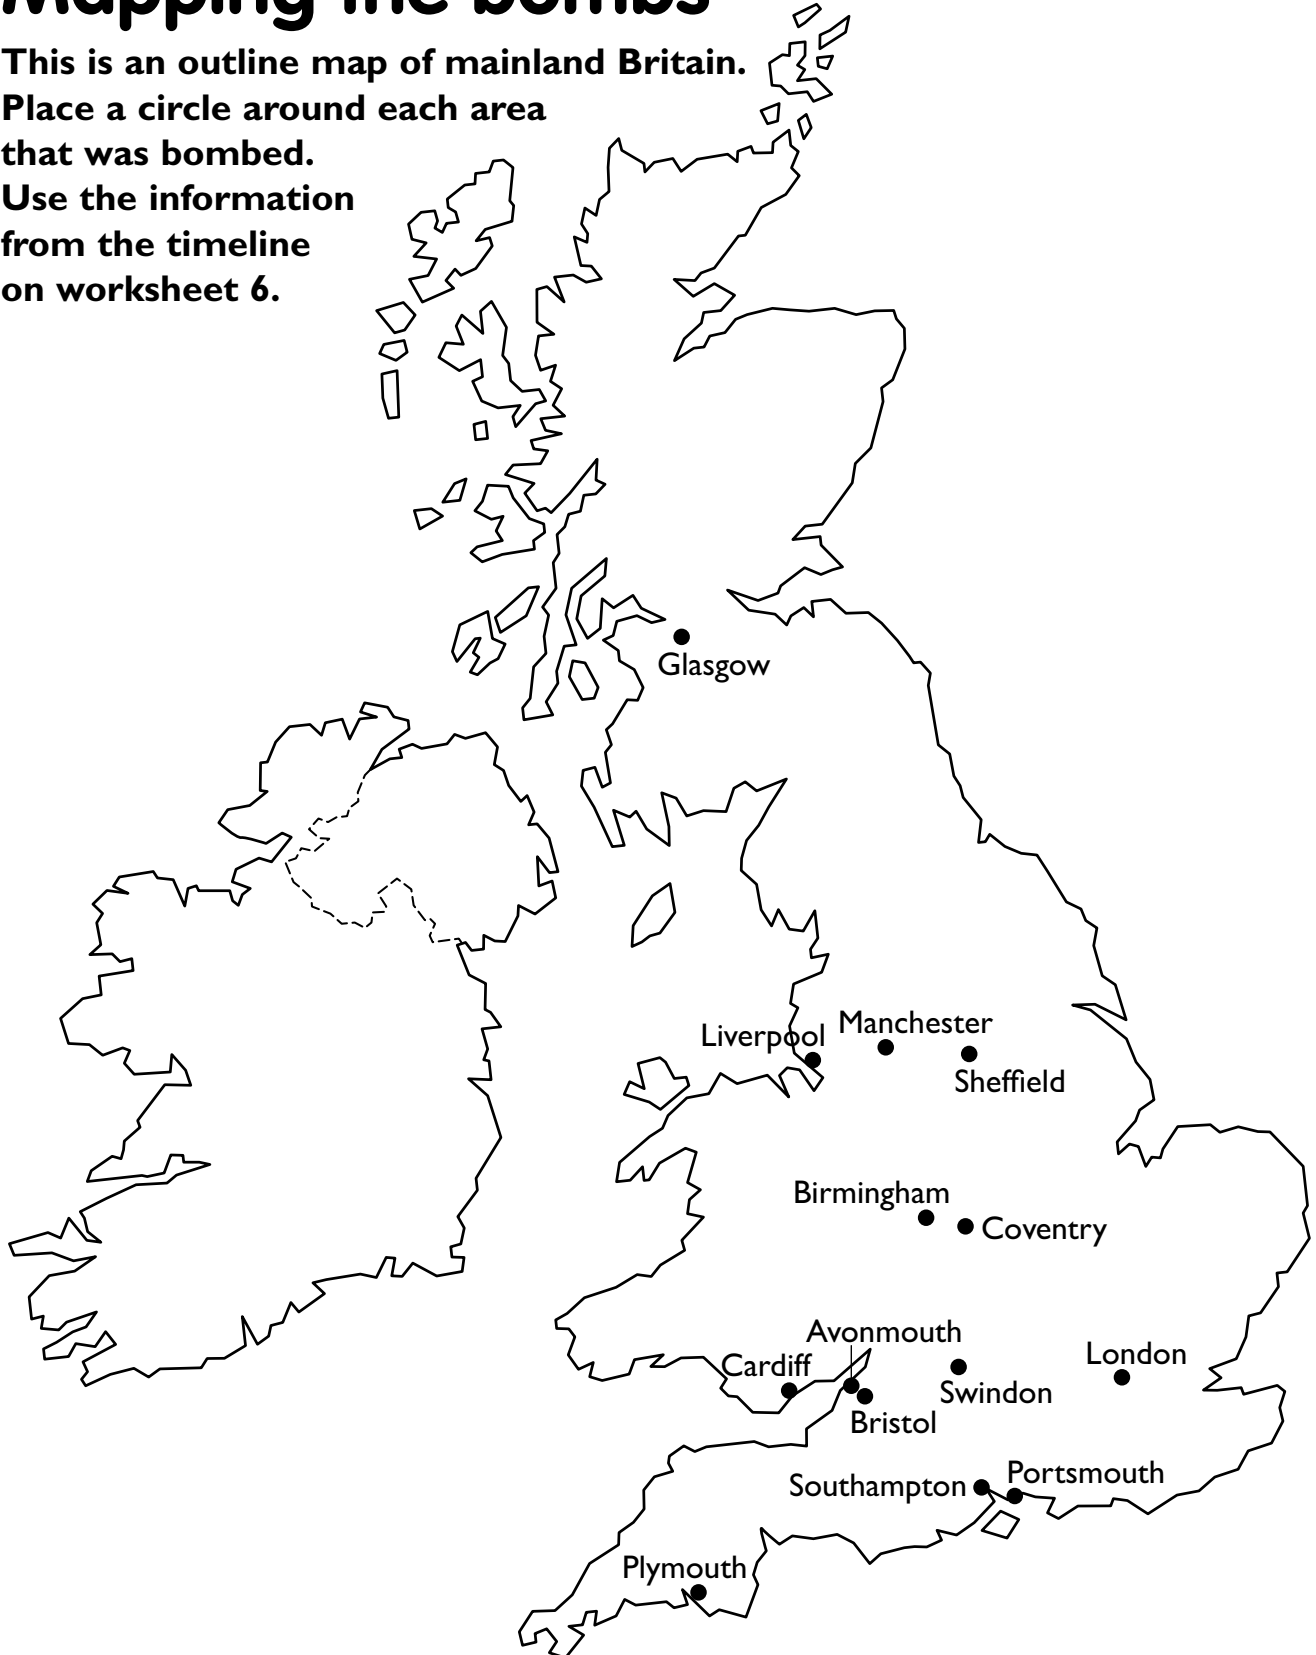 Mapping the bombs
This is an outline map of mainland Britain.
Place a circle around each area
that was bombed.
Use the information
from the timeline
on worksheet 6.
Glasgow
Liverpool
Manchester
Sheffield
Birmingham
Coventry
Avonmouth
Cardiff
London
Swindon
Bristol
Southampton
Portsmouth
Plymouth